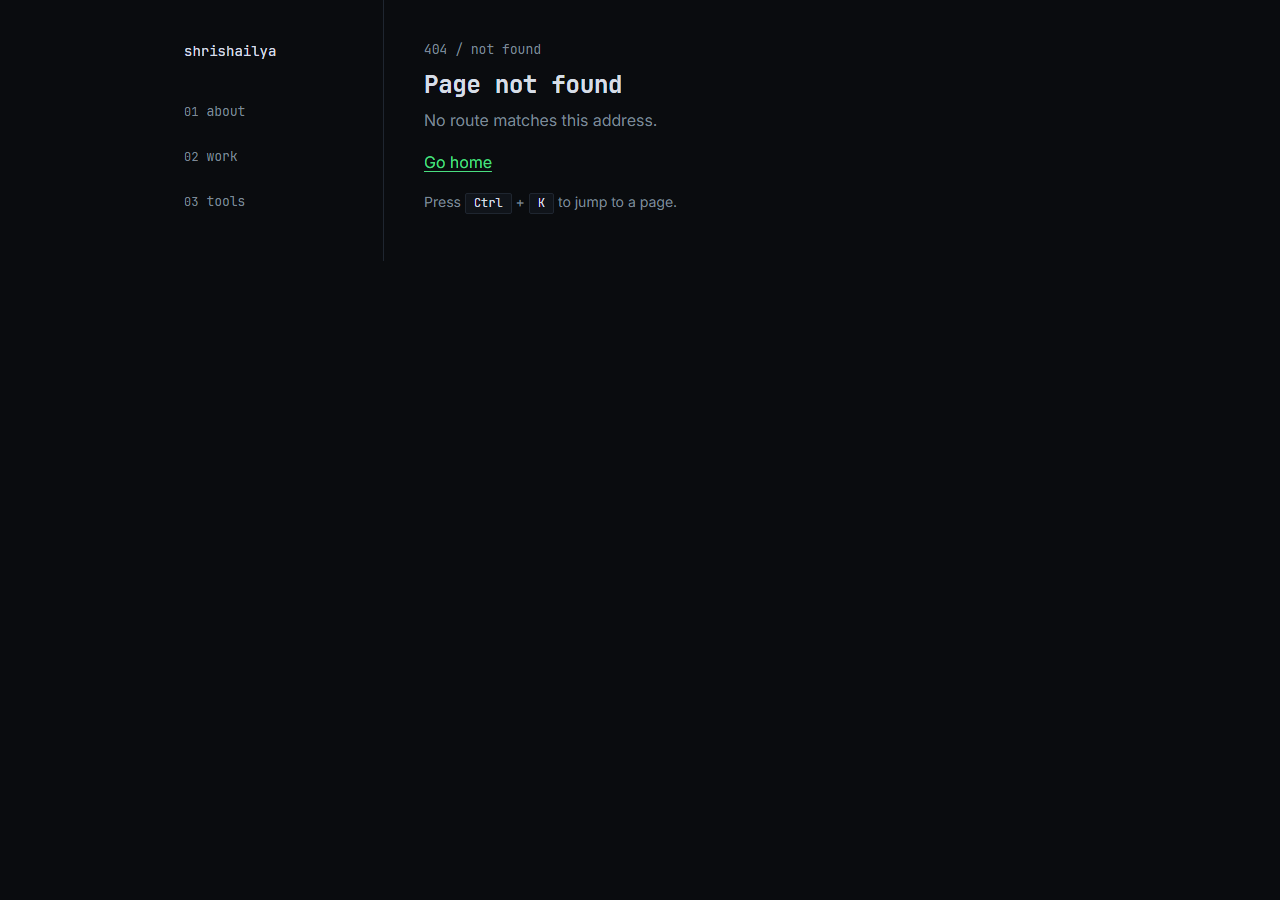 shrishailya
01 about
02 work
03 tools
404 / not found
Page not found
No route matches this address.
Go home
Press Ctrl + K to jump to a page.